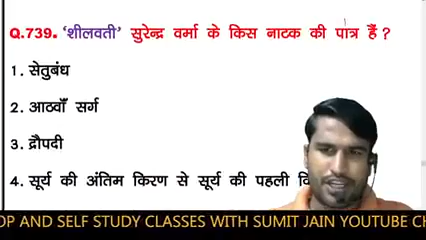 Q.739. 'शीलवती' सुरेन्द्र वर्मा के किस नाटक की पात्र हैं ?
1. सेतुबंध
2. आठवाँ सर्ग
3. द्रौपदी
4. सूर्य की अंतिम किरण से सूर्य की पहली
OP AND SELF STUDY CLASSES WITH SUMIT JAIN YOUTUBE